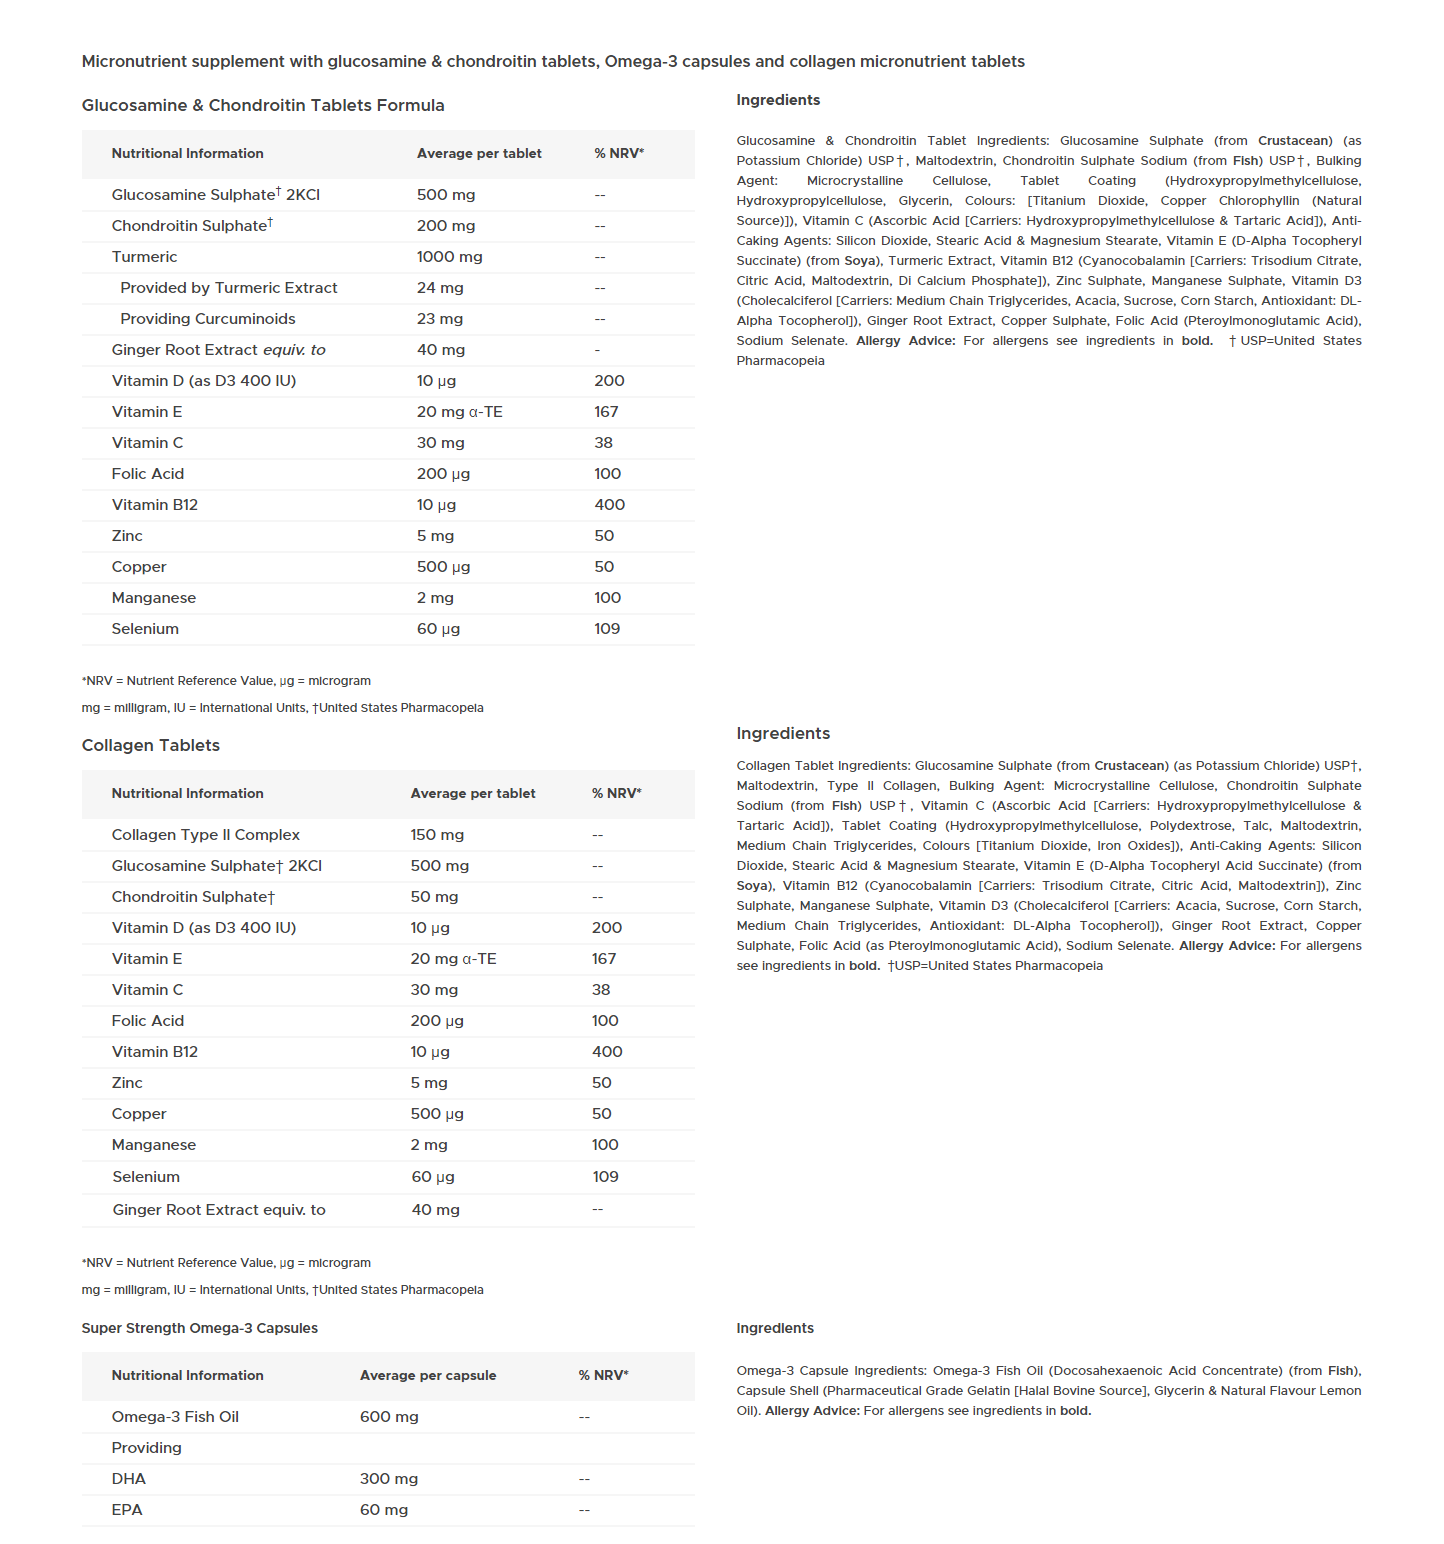 Micronutrient supplement with glucosamine & chondroitin tablets, Omega-3 capsules and collagen micronutrient tablets
Glucosamine & Chondroitin Tablets Formula
Nutritional Information Average per tablet % NRV*
Glucosamine Sulphate† 2KCl 500 mg --
Chondroitin Sulphate† 200 mg --
Turmeric 1000 mg --
Provided by Turmeric Extract 24 mg --
Providing Curcuminoids 23 mg --
Ginger Root Extract equiv. to 40 mg -
Vitamin D (as D3 400 IU) 10 µg 200
Vitamin E 20 mg α-TE 167
Vitamin C 30 mg 38
Folic Acid 200 µg 100
Vitamin B12 10 µg 400
Zinc 5 mg 50
Copper 500 µg 50
Manganese 2 mg 100
Selenium 60 µg 109
*NRV = Nutrient Reference Value, µg = microgram
mg = milligram, IU = International Units, †United States Pharmacopeia
Ingredients
Glucosamine & Chondroitin Tablet Ingredients: Glucosamine Sulphate (from Crustacean) (as
Potassium Chloride) USP†, Maltodextrin, Chondroitin Sulphate Sodium (from Fish) USP†, Bulking
Agent: Microcrystalline Cellulose, Tablet Coating (Hydroxypropylmethylcellulose,
Hydroxypropylcellulose, Glycerin, Colours: [Titanium Dioxide, Copper Chlorophyllin (Natural
Source)]), Vitamin C (Ascorbic Acid [Carriers: Hydroxypropylmethylcellulose & Tartaric Acid]), Anti-
Caking Agents: Silicon Dioxide, Stearic Acid & Magnesium Stearate, Vitamin E (D-Alpha Tocopheryl
Succinate) (from Soya), Turmeric Extract, Vitamin B12 (Cyanocobalamin [Carriers: Trisodium Citrate,
Citric Acid, Maltodextrin, Di Calcium Phosphate]), Zinc Sulphate, Manganese Sulphate, Vitamin D3
(Cholecalciferol [Carriers: Medium Chain Triglycerides, Acacia, Sucrose, Corn Starch, Antioxidant: DL-
Alpha Tocopherol]), Ginger Root Extract, Copper Sulphate, Folic Acid (Pteroylmonoglutamic Acid),
Sodium Selenate. Allergy Advice: For allergens see ingredients in bold. †USP=United States
Pharmacopeia
Collagen Tablets
Nutritional Information Average per tablet % NRV*
Collagen Type II Complex 150 mg --
Glucosamine Sulphate† 2KCl 500 mg --
Chondroitin Sulphate† 50 mg --
Vitamin D (as D3 400 IU) 10 µg 200
Vitamin E 20 mg α-TE 167
Vitamin C 30 mg 38
Folic Acid 200 µg 100
Vitamin B12 10 µg 400
Zinc 5 mg 50
Copper 500 µg 50
Manganese 2 mg 100
Selenium 60 µg 109
Ginger Root Extract equiv. to 40 mg --
*NRV = Nutrient Reference Value, µg = microgram
mg = milligram, IU = International Units, †United States Pharmacopeia
Ingredients
Collagen Tablet Ingredients: Glucosamine Sulphate (from Crustacean) (as Potassium Chloride) USP†,
Maltodextrin, Type II Collagen, Bulking Agent: Microcrystalline Cellulose, Chondroitin Sulphate
Sodium (from Fish) USP†, Vitamin C (Ascorbic Acid [Carriers: Hydroxypropylmethylcellulose &
Tartaric Acid]), Tablet Coating (Hydroxypropylmethylcellulose, Polydextrose, Talc, Maltodextrin,
Medium Chain Triglycerides, Colours [Titanium Dioxide, Iron Oxides]), Anti-Caking Agents: Silicon
Dioxide, Stearic Acid & Magnesium Stearate, Vitamin E (D-Alpha Tocopheryl Acid Succinate) (from
Soya), Vitamin B12 (Cyanocobalamin [Carriers: Trisodium Citrate, Citric Acid, Maltodextrin]), Zinc
Sulphate, Manganese Sulphate, Vitamin D3 (Cholecalciferol [Carriers: Acacia, Sucrose, Corn Starch,
Medium Chain Triglycerides, Antioxidant: DL-Alpha Tocopherol]), Ginger Root Extract, Copper
Sulphate, Folic Acid (as Pteroylmonoglutamic Acid), Sodium Selenate. Allergy Advice: For allergens
see ingredients in bold. †USP=United States Pharmacopeia
Super Strength Omega-3 Capsules
Nutritional Information Average per capsule % NRV*
Omega-3 Fish Oil 600 mg --
Providing
DHA 300 mg --
EPA 60 mg --
Ingredients
Omega-3 Capsule Ingredients: Omega-3 Fish Oil (Docosahexaenoic Acid Concentrate) (from Fish),
Capsule Shell (Pharmaceutical Grade Gelatin [Halal Bovine Source], Glycerin & Natural Flavour Lemon
Oil). Allergy Advice: For allergens see ingredients in bold.